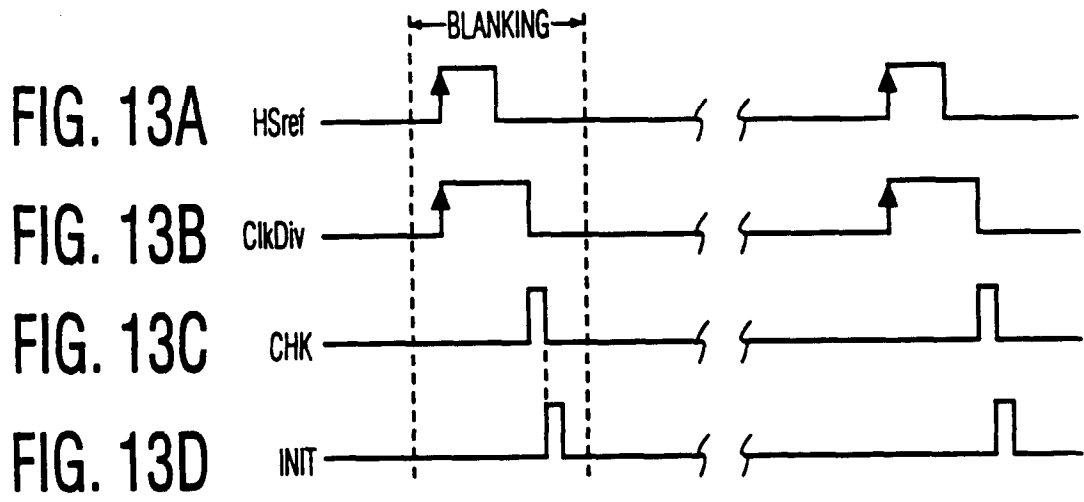 BLANKING
FIG. 13A HSref
FIG. 13B ClkDiv
FIG. 13C CHK
FIG. 13D INIT